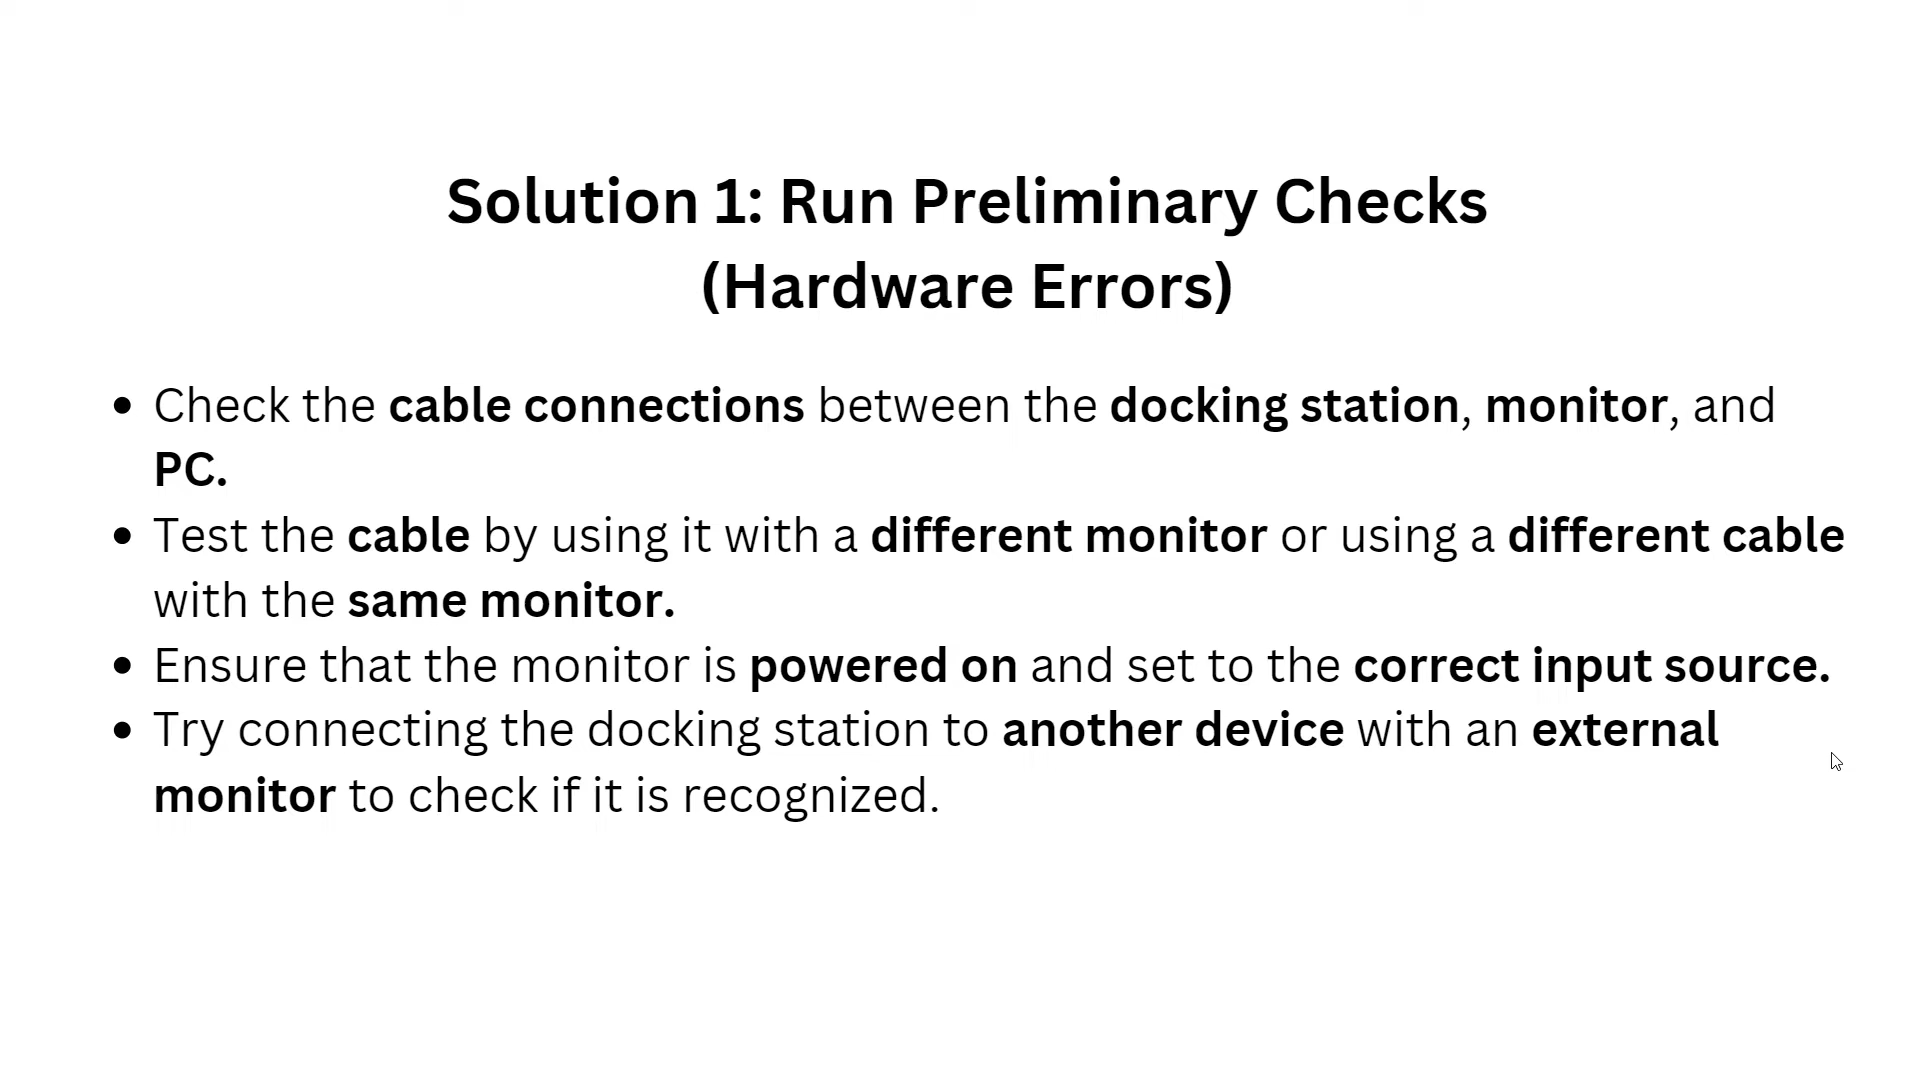 Solution 1: Run Preliminary Checks
(Hardware Errors)
• Check the cable connections between the docking station, monitor, and
PC.
• Test the cable by using it with a different monitor or using a different cable
with the same monitor.
• Ensure that the monitor is powered on and set to the correct input source.
• Try connecting the docking station to another device with an external
monitor to check if it is recognized.